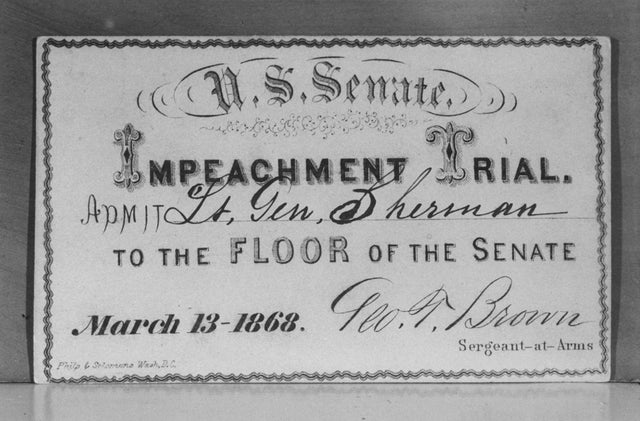 U.S. Senate.
IMPEACHMENT TRIAL.
ADMIT Lt. Gen. Sherman
TO THE FLOOR OF THE SENATE
March 13-1868. Geo. T. Brown
Sergeant-at-Arms
Philp & Solomons Wash, D.C.